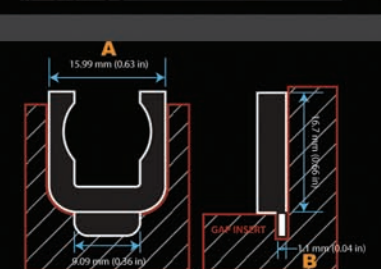 A
15.99 mm (0.63 in)
16.7 mm (0.66 in)
GAP INSERT
1.1 mm (0.04 in)
9.09 mm (0.36 in)
B